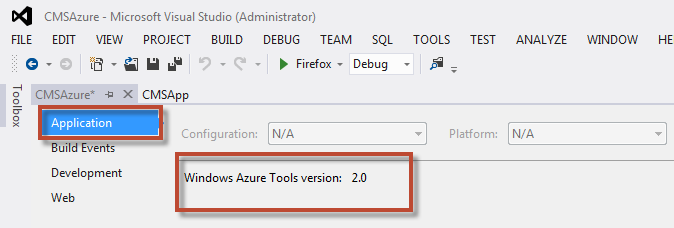 CMSAzure - Microsoft Visual Studio (Administrator)
FILE EDIT VIEW PROJECT BUILD DEBUG TEAM SQL TOOLS TEST ANALYZE WINDOW HE
Firefox Debug
Toolbox
CMSAzure* CMSApp
Application
Configuration: N/A Platform: N/A
Build Events
Windows Azure Tools version: 2.0
Development
Web